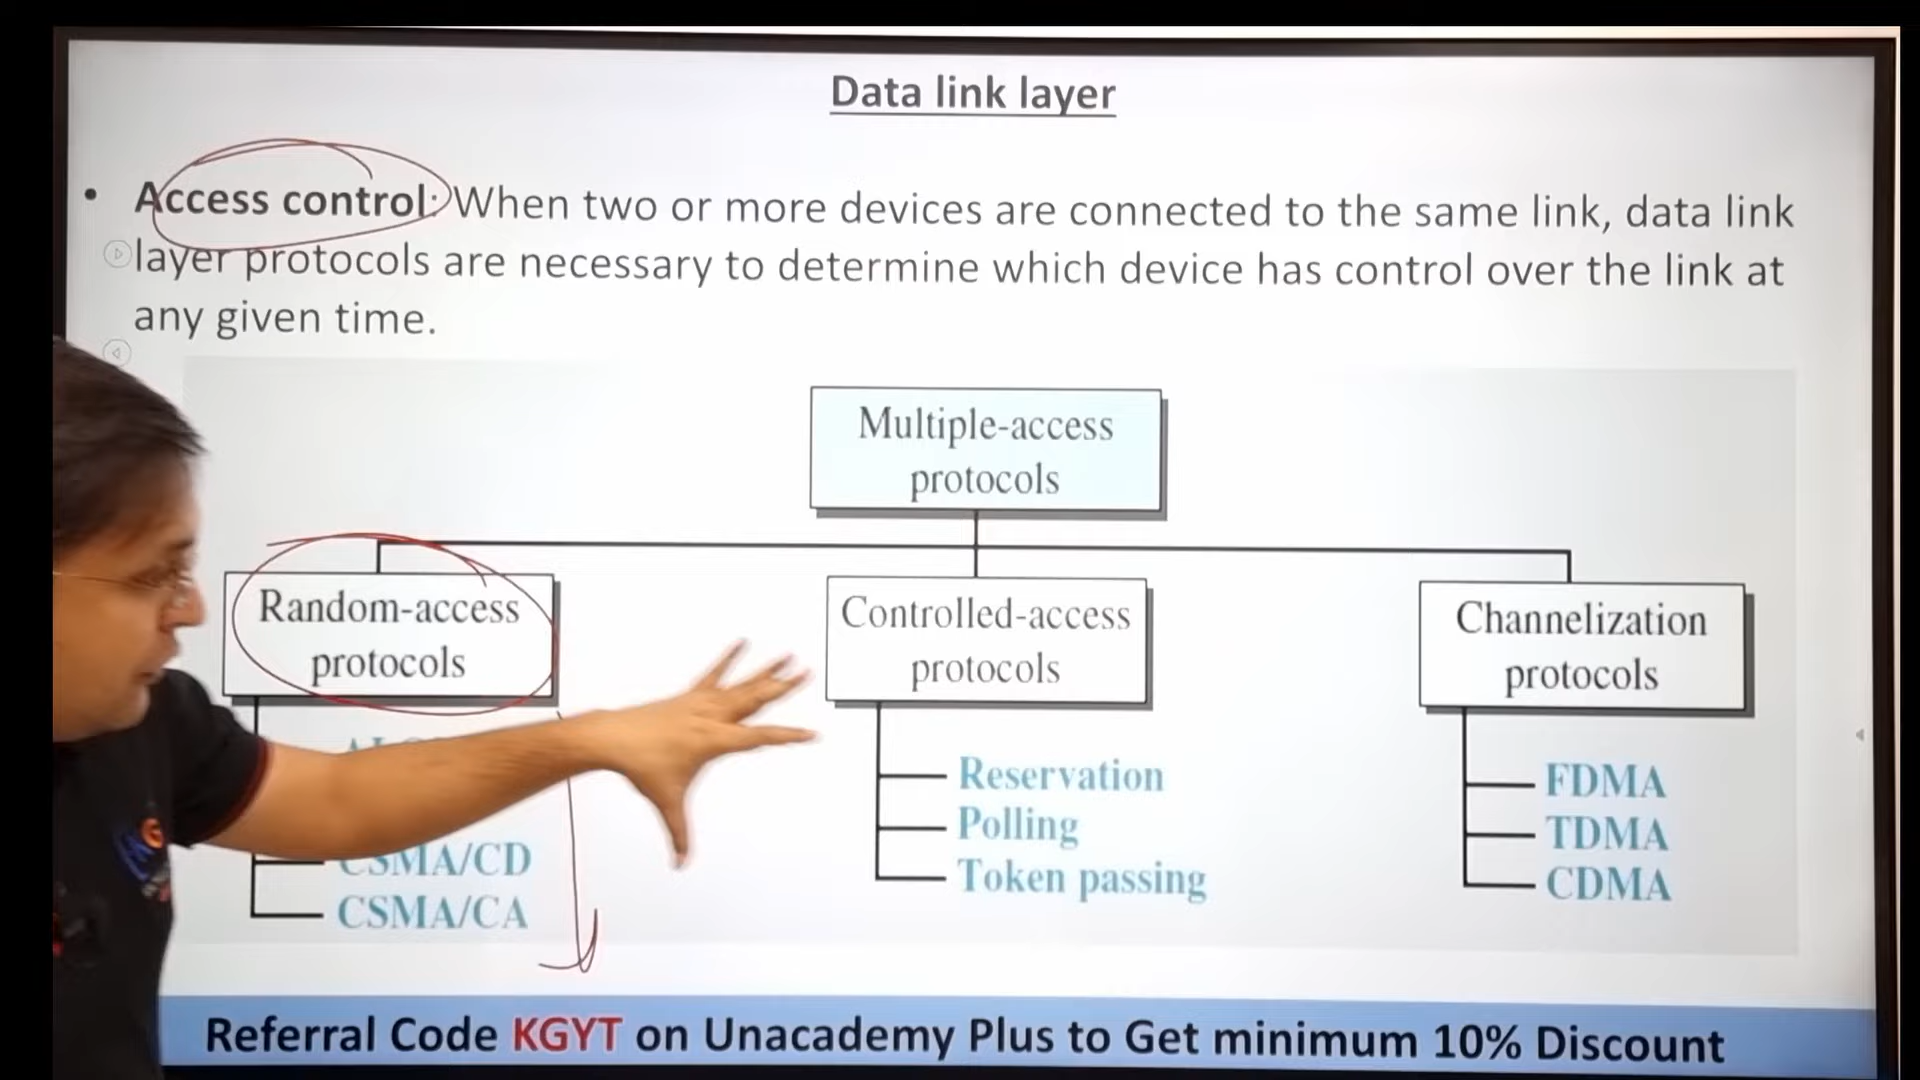 Data link layer
• Access control: When two or more devices are connected to the same link, data link
layer protocols are necessary to determine which device has control over the link at
any given time.
Multiple-access
protocols
Random-access
protocols
CSMA/CD
CSMA/CA
Controlled-access
protocols
Reservation
Polling
Token passing
Channelization
protocols
FDMA
TDMA
CDMA
Referral Code KGYT on Unacademy Plus to Get minimum 10% Discount